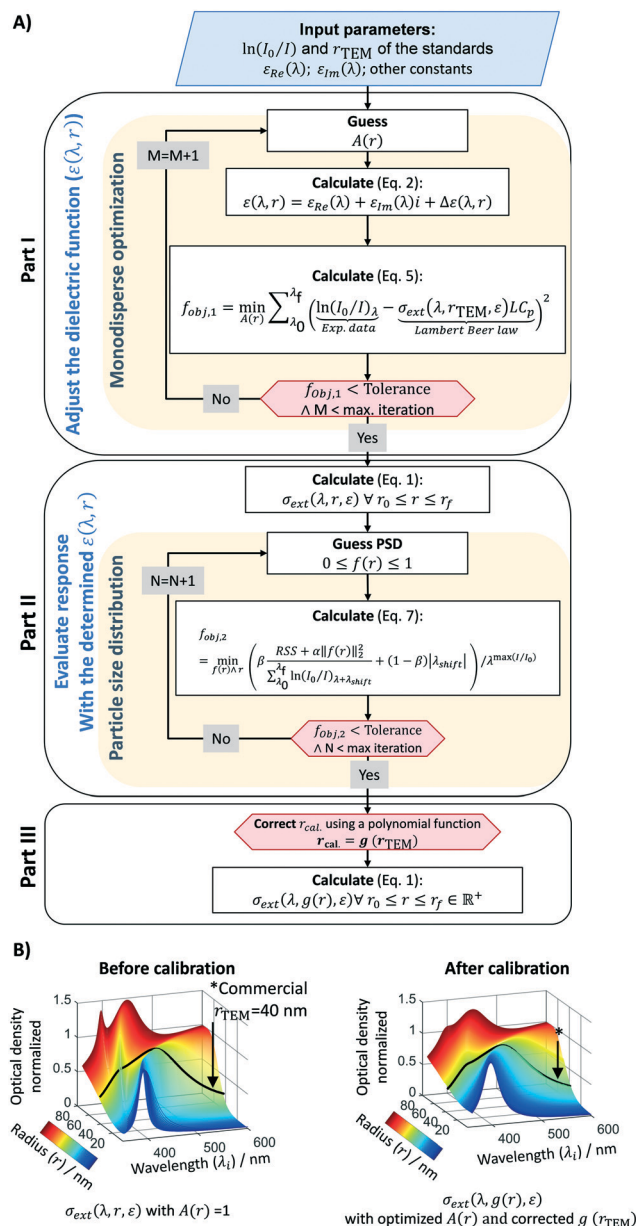 A)
Input parameters:
ln(I₀/I) and r_TEM of the standards
ε_Re(λ); ε_Im(λ); other constants
Part I
Adjust the dielectric function (ε(λ, r))
Monodisperse optimization
M=M+1
Guess
A(r)
Calculate (Eq. 2):
ε(λ, r) = ε_Re(λ) + ε_Im(λ)i + Δε(λ, r)
Calculate (Eq. 5):
f_obj,1 = min_A(r) ∑_λ₀^λf (ln(I₀/I)_λ − σ_ext(λ, r_TEM, ε)LC_p)²
Exp. data
Lambert Beer law
No
f_Obj,1 < Tolerance
∧ M < max. iteration
Yes
Part II
Evaluate response
With the determined ε(λ, r)
Particle size distribution
Calculate (Eq. 1):
σ_ext(λ, r, ε) ∀ r₀ ≤ r ≤ r_f
N=N+1
Guess PSD
0 ≤ f(r) ≤ 1
Calculate (Eq. 7):
f_obj,2
= min_f(r)∧r (β (RSS + α‖f(r)‖₂²)/(∑_λ₀^λf ln(I₀/I)_λ+λ_shift) + (1 − β)|λ_shift|) /λ^max(I/I₀)
No
f_Obj,2 < Tolerance
∧ N < max iteration
Yes
Part III
Correct r_cal. using a polynomial function
r_cal. = g (r_TEM)
Calculate (Eq. 1):
σ_ext(λ, g(r), ε)∀ r₀ ≤ r ≤ r_f ∈ ℝ⁺
B)
Before calibration
*Commercial
r_TEM=40 nm
Optical density
normalized
1.5
1
0.5
0
80
60
40
20
Radius (r) / nm
400
500
600
Wavelength (λ_i) / nm
σ_ext(λ, r, ε) with A(r) =1
After calibration
*
Optical density
normalized
1.5
1
0.5
0
80
60
40
20
Radius (r) / nm
400
500
600
Wavelength (λ_i) / nm
σ_ext(λ, g(r), ε)
with optimized A(r) and corrected g (r_TEM)